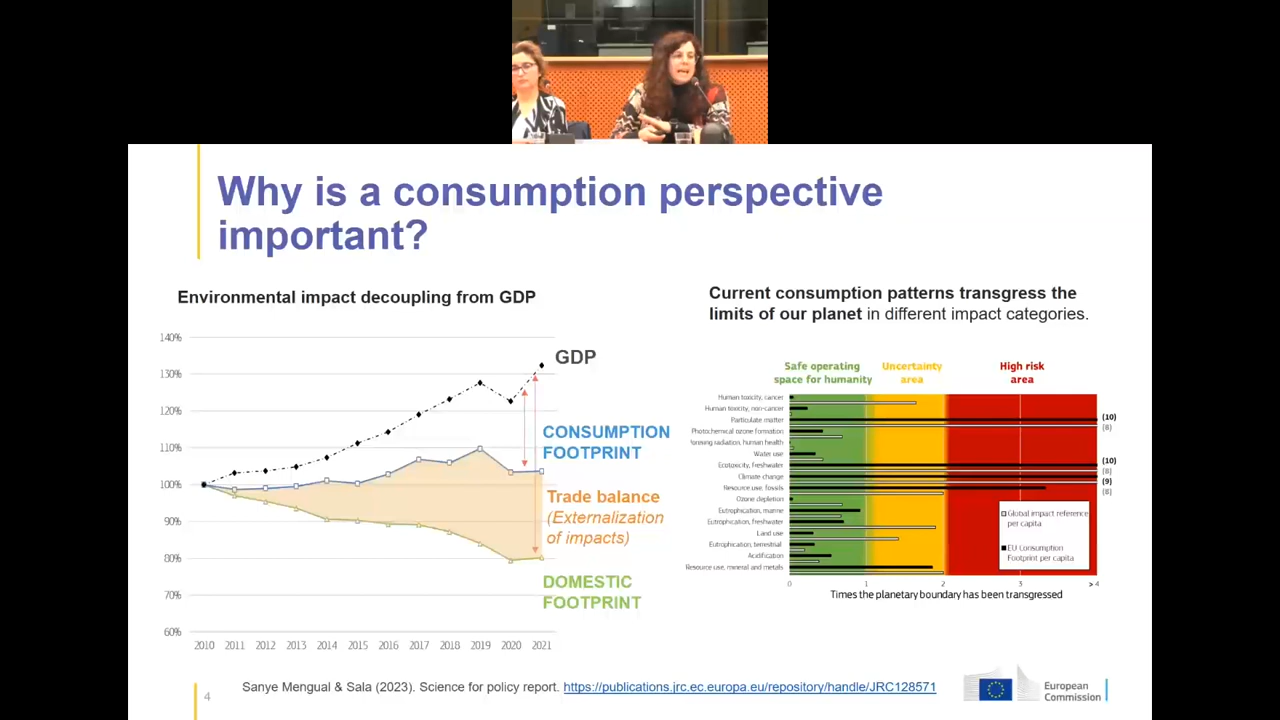 Why is a consumption perspective
important?
Environmental impact decoupling from GDP
140%
130%
120%
110%
100%
90%
80%
70%
60%
2010 2011 2012 2013 2014 2015 2016 2017 2018 2019 2020 2021
GDP
CONSUMPTION
FOOTPRINT
Trade balance
(Externalization
of impacts)
DOMESTIC
FOOTPRINT
Current consumption patterns transgress the
limits of our planet in different impact categories.
Safe operating
space for humanity
Uncertainty
area
High risk
area
Human toxicity, cancer
Human toxicity, non-cancer
Particulate matter
Photochemical ozone formation
radiation, human health
Water use
Ecotoxicity, freshwater
Climate change
Resource use, fossils
Ozone depletion
Eutrophication, marine
Eutrophication, freshwater
Land use
Eutrophication, terrestrial
Acidification
Resource use, mineral and metals
(10)
(8)
(10)
(8)
(9)
(8)
Global impact reference
per capita
EU Consumption
Footprint per capita
0 1 2 3 > 4
Times the planetary boundary has been transgressed
4
Sanye Mengual & Sala (2023). Science for policy report. https://publications.jrc.ec.europa.eu/repository/handle/JRC128571
European
Commission